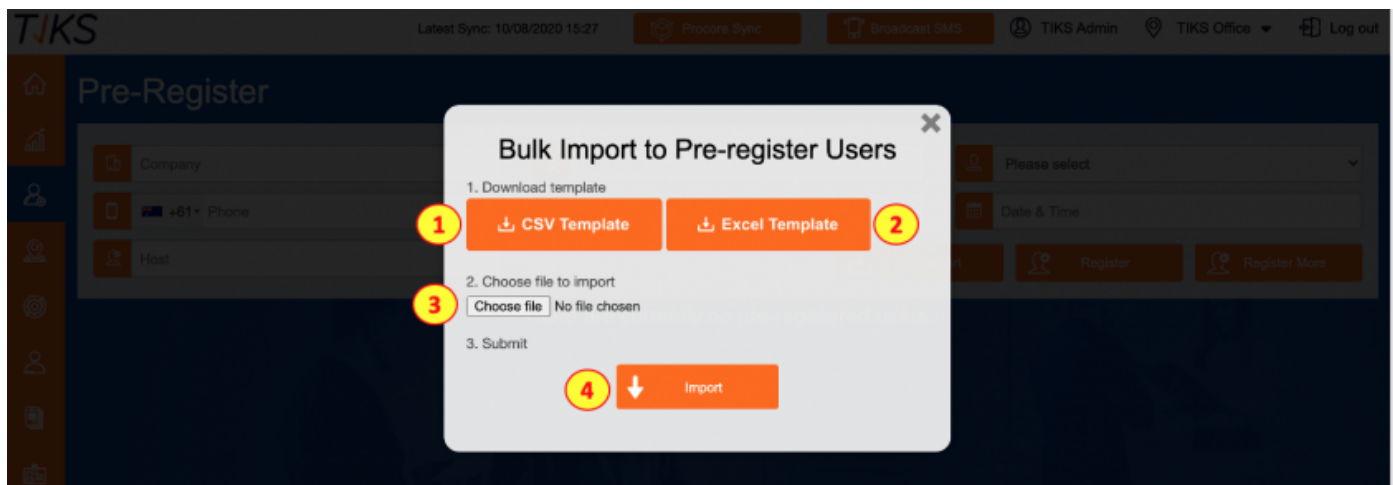 TIKS Latest Sync: 10/08/2020 15:27 Procore Sync Broadcast SMS TIKS Admin TIKS Office Log out
Pre-Register
Bulk Import to Pre-register Users
Company
Please select
1. Download template
+61 Phone
Date & Time
1 CSV Template Excel Template 2
Host
Register
Register More
2. Choose file to import
3 Choose file No file chosen
3. Submit
4 Import